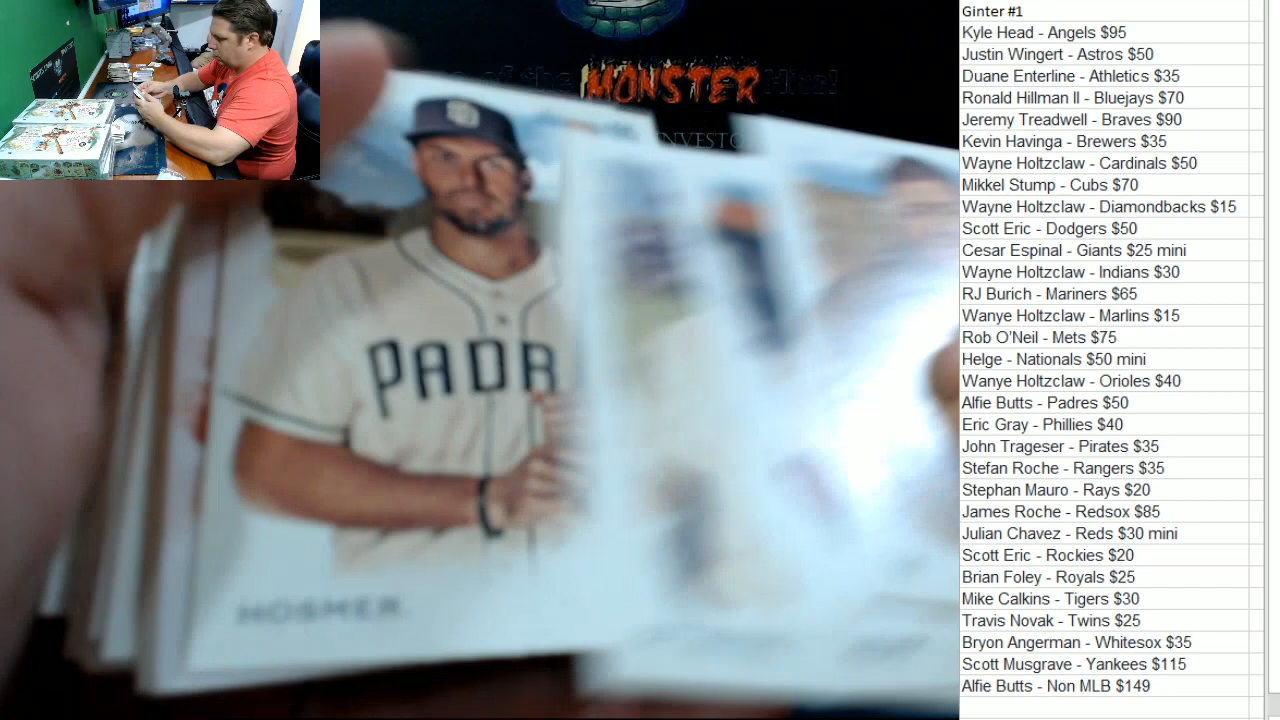 MONSTER
INVESTO
PADR
HOSMER
Ginter #1
Kyle Head - Angels $95
Justin Wingert - Astros $50
Duane Enterline - Athletics $35
Ronald Hillman ll - Bluejays $70
Jeremy Treadwell - Braves $90
Kevin Havinga - Brewers $35
Wayne Holtzclaw - Cardinals $50
Mikkel Stump - Cubs $70
Wayne Holtzclaw - Diamondbacks $15
Scott Eric - Dodgers $50
Cesar Espinal - Giants $25 mini
Wayne Holtzclaw - Indians $30
RJ Burich - Mariners $65
Wanye Holtzclaw - Marlins $15
Rob O'Neil - Mets $75
Helge - Nationals $50 mini
Wanye Holtzclaw - Orioles $40
Alfie Butts - Padres $50
Eric Gray - Phillies $40
John Trageser - Pirates $35
Stefan Roche - Rangers $35
Stephan Mauro - Rays $20
James Roche - Redsox $85
Julian Chavez - Reds $30 mini
Scott Eric - Rockies $20
Brian Foley - Royals $25
Mike Calkins - Tigers $30
Travis Novak - Twins $25
Bryon Angerman - Whitesox $35
Scott Musgrave - Yankees $115
Alfie Butts - Non MLB $149